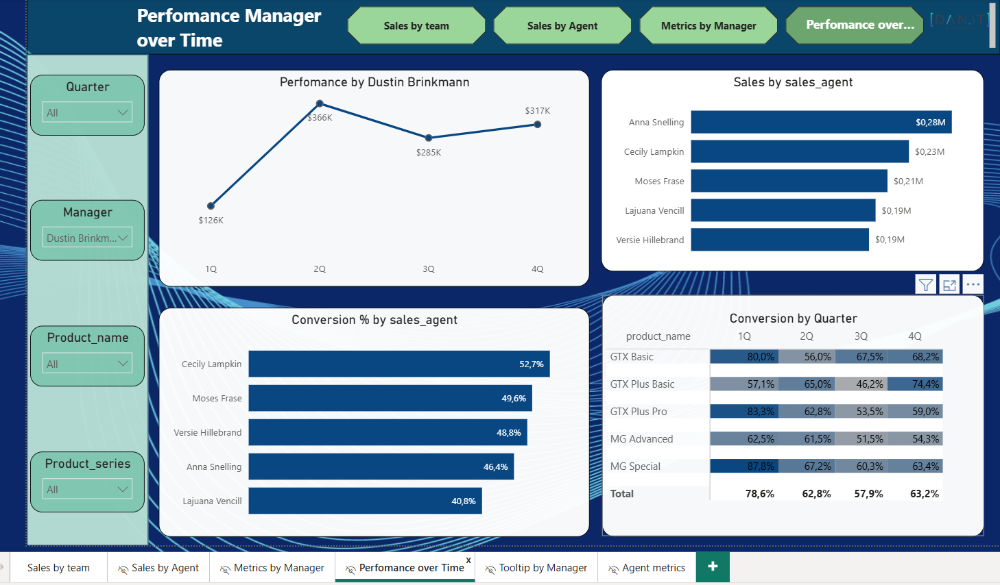 Perfomance Manager
over Time
Sales by team
Sales by Agent
Metrics by Manager
Perfomance over...
[DAN.IT]
Quarter
All
Manager
Dustin Brinkm...
Product_name
All
Product_series
All
Perfomance by Dustin Brinkmann
$366K
$317K
$285K
$126K
1Q 2Q 3Q 4Q
Sales by sales_agent
Anna Snelling $0,28M
Cecily Lampkin $0,23M
Moses Frase $0,21M
Lajuana Vencill $0,19M
Versie Hillebrand $0,19M
Conversion % by sales_agent
Cecily Lampkin 52,7%
Moses Frase 49,6%
Versie Hillebrand 48,8%
Anna Snelling 46,4%
Lajuana Vencill 40,8%
Conversion by Quarter
product_name 1Q 2Q 3Q 4Q
GTX Basic 80,0% 56,0% 67,5% 68,2%
GTX Plus Basic 57,1% 65,0% 46,2% 74,4%
GTX Plus Pro 83,3% 62,8% 53,5% 59,0%
MG Advanced 62,5% 61,5% 51,5% 54,3%
MG Special 87,8% 67,2% 60,3% 63,4%
Total 78,6% 62,8% 57,9% 63,2%
Sales by team
Sales by Agent
Metrics by Manager
Perfomance over Time x
Tooltip by Manager
Agent metrics
+